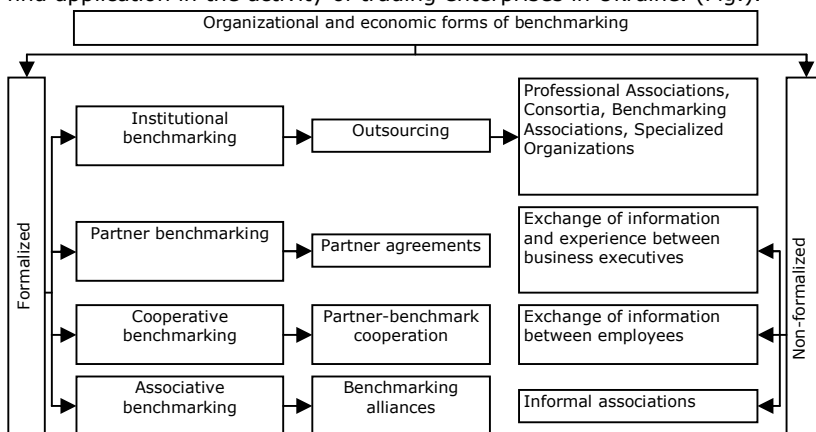 find application in the activity of trading enterprises in Ukraine. (Fig.).
Organizational and economic forms of benchmarking
Formalized
Institutional
benchmarking
Outsourcing
Professional Associations,
Consortia, Benchmarking
Associations, Specialized
Organizations
Partner benchmarking
Partner agreements
Exchange of information
and experience between
business executives
Cooperative
benchmarking
Partner-benchmark
cooperation
Exchange of information
between employees
Associative
benchmarking
Benchmarking
alliances
Informal associations
Non-formalized